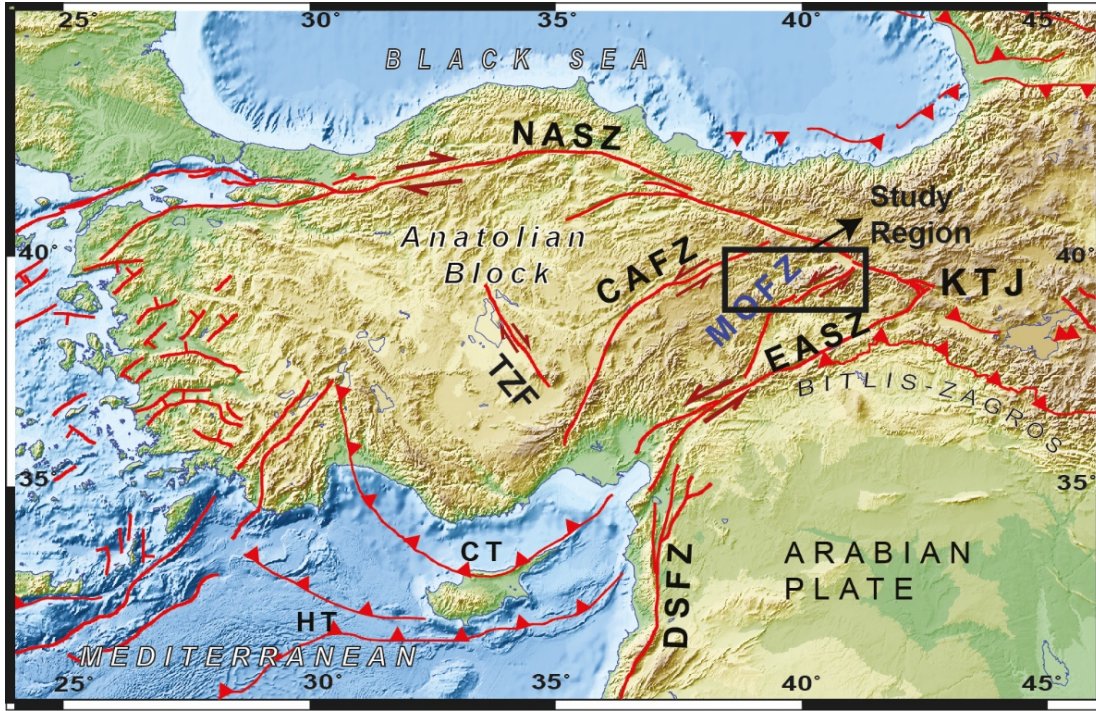 25° 30° 35° 40° 45°
BLACK SEA
NASZ
Study
Region
40° 40°
Anatolian
Block
CAFZ
MOFZ
KTJ
EASZ
TZF
BITLIS-ZAGROS
35° 35°
CT
ARABIAN
PLATE
DSFZ
HT
MEDITERRANEAN
25° 30° 35° 40° 45°